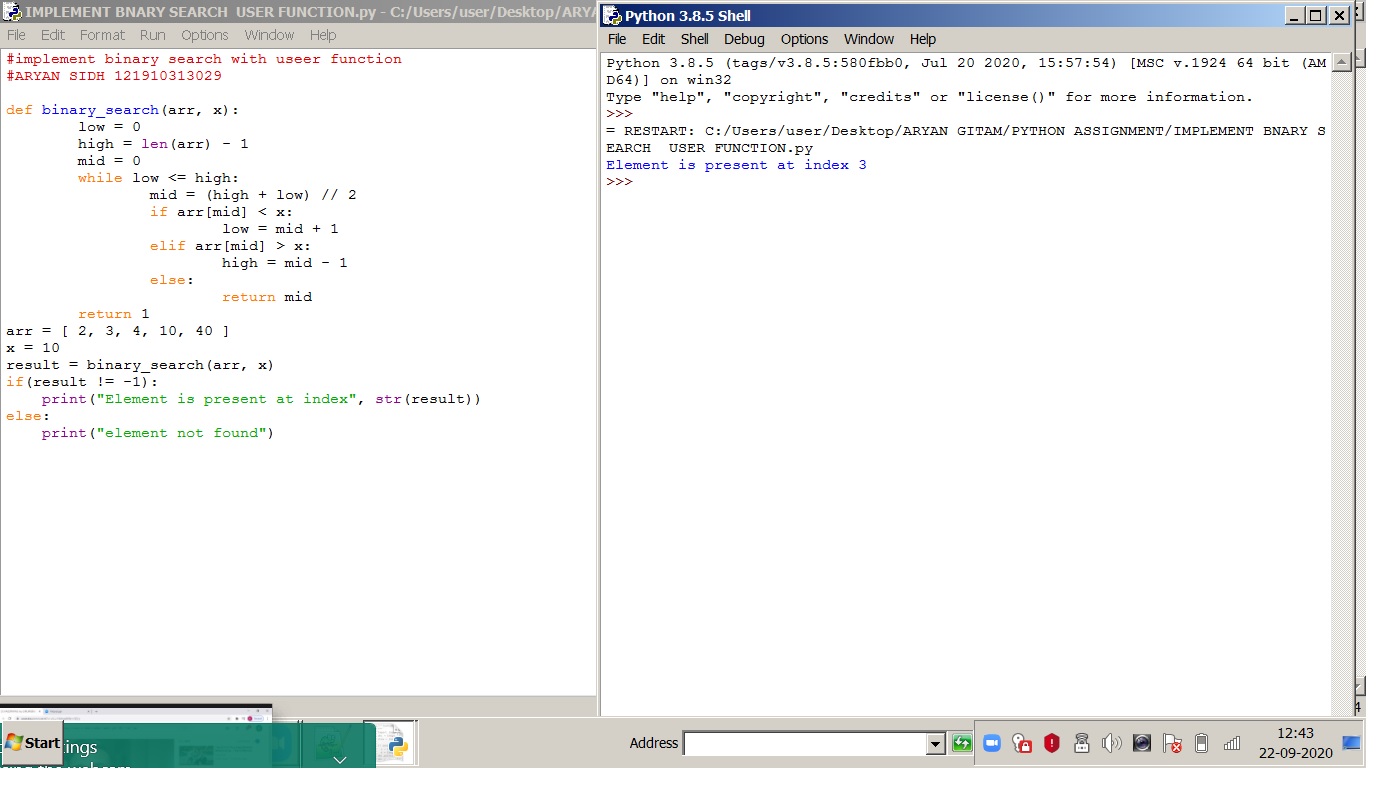 IMPLEMENT BNARY SEARCH  USER FUNCTION.py - C:/Users/user/Desktop/ARYA
File Edit Format Run Options Window Help
#implement binary search with useer function
#ARYAN SIDH 121910313029
def binary_search(arr, x):
        low = 0
        high = len(arr) - 1
        mid = 0
        while low <= high:
                mid = (high + low) // 2
                if arr[mid] < x:
                        low = mid + 1
                elif arr[mid] > x:
                        high = mid - 1
                else:
                        return mid
        return 1
arr = [ 2, 3, 4, 10, 40 ]
x = 10
result = binary_search(arr, x)
if(result != -1):
    print("Element is present at index", str(result))
else:
    print("element not found")
Python 3.8.5 Shell
File Edit Shell Debug Options Window Help
Python 3.8.5 (tags/v3.8.5:580fbb0, Jul 20 2020, 15:57:54) [MSC v.1924 64 bit (AM
D64)] on win32
Type "help", "copyright", "credits" or "license()" for more information.
>>>
= RESTART: C:/Users/user/Desktop/ARYAN GITAM/PYTHON ASSIGNMENT/IMPLEMENT BNARY S
EARCH  USER FUNCTION.py
Element is present at index 3
>>>
4
Start
ings
Address
12:43
22-09-2020